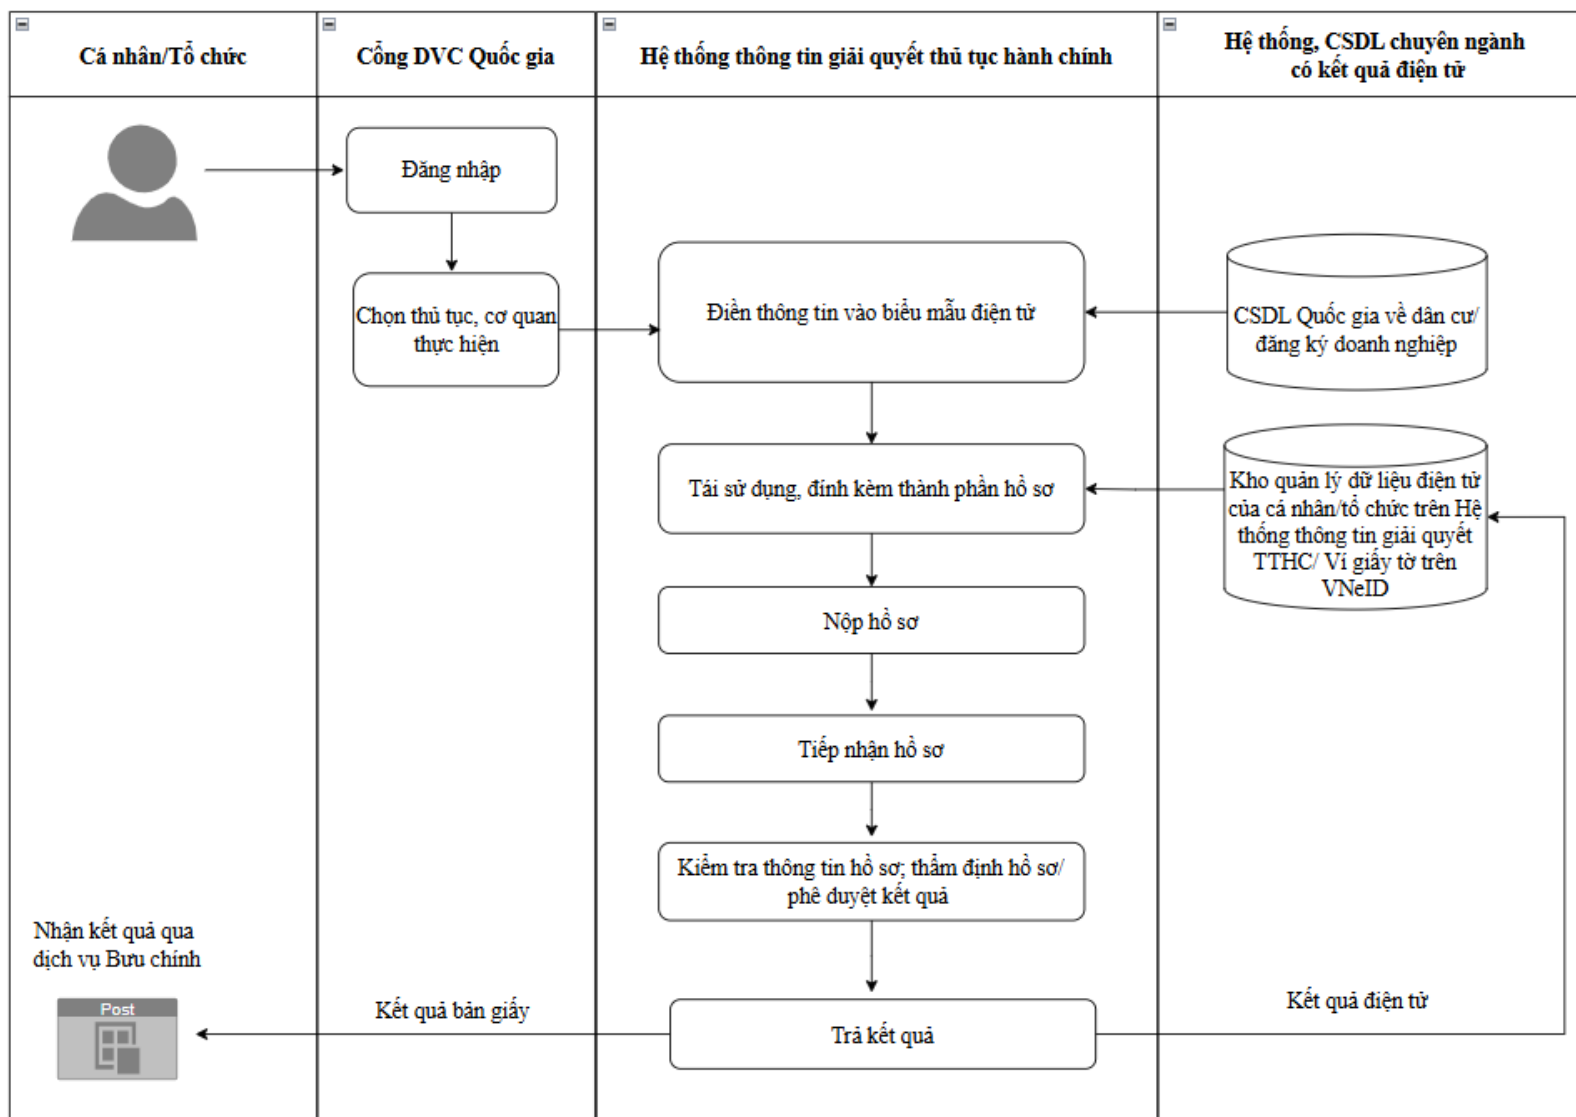 Cá nhân/Tổ chức
Cổng DVC Quốc gia
Hệ thống thông tin giải quyết thủ tục hành chính
Hệ thống, CSDL chuyên ngành
có kết quả điện tử
Đăng nhập
Chọn thủ tục, cơ quan
thực hiện
Điền thông tin vào biểu mẫu điện tử
CSDL Quốc gia về dân cư/
đăng ký doanh nghiệp
Tái sử dụng, đính kèm thành phần hồ sơ
Kho quản lý dữ liệu điện tử
của cá nhân/tổ chức trên Hệ
thống thông tin giải quyết
TTHC/ Ví giấy tờ trên
VNeID
Nộp hồ sơ
Tiếp nhận hồ sơ
Kiểm tra thông tin hồ sơ; thẩm định hồ sơ/
phê duyệt kết quả
Nhận kết quả qua
dịch vụ Bưu chính
Post
Kết quả bản giấy
Trả kết quả
Kết quả điện tử